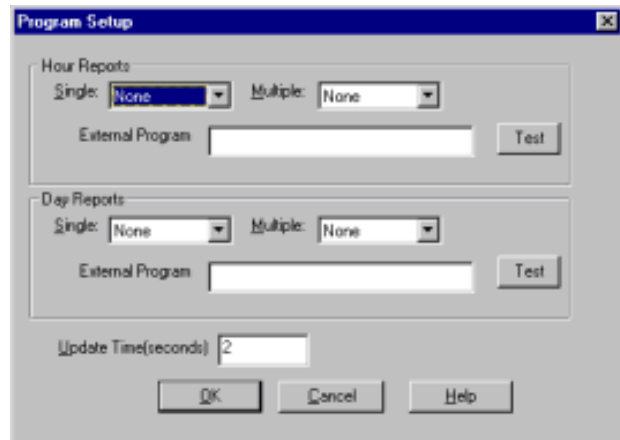 Program Setup
Hour Reports
Single: None Multiple: None
External Program Test
Day Reports
Single: None Multiple: None
External Program Test
Update Time(seconds) 2
OK Cancel Help